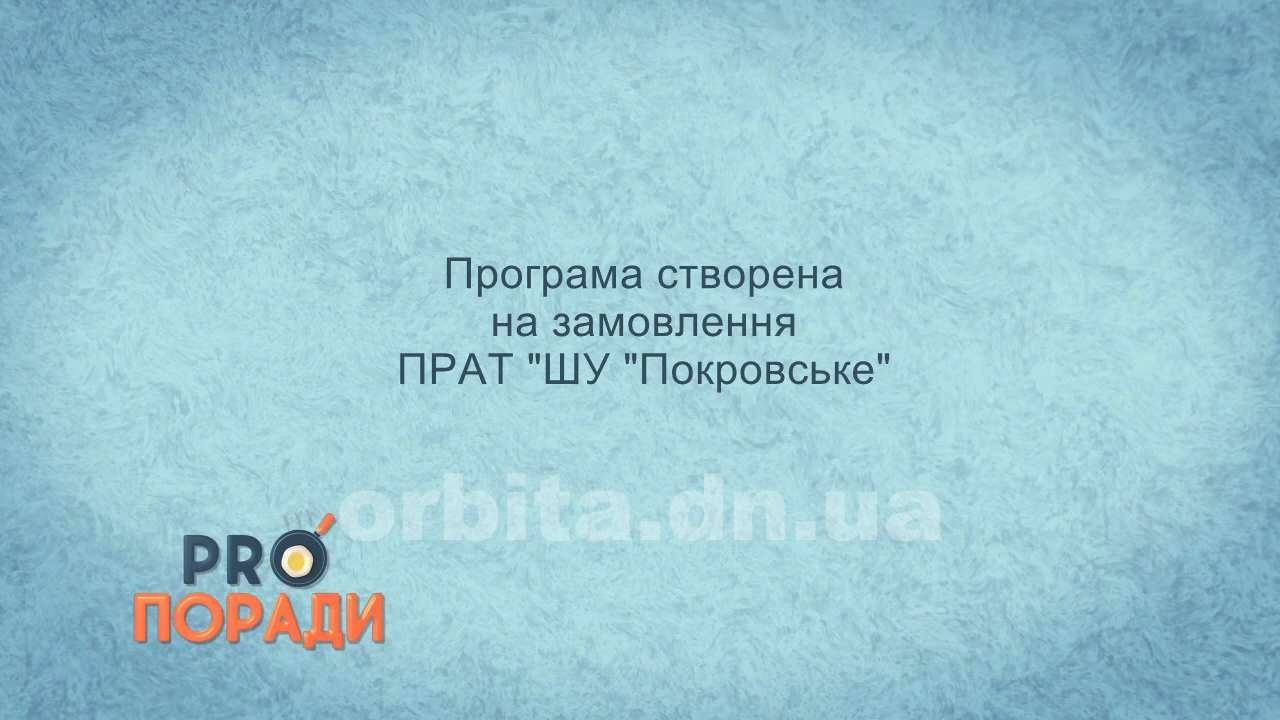 Програма створена
на замовлення
ПРАТ "ШУ "Покровське"
orbita.dn.ua
PRO
ПОРАДИ